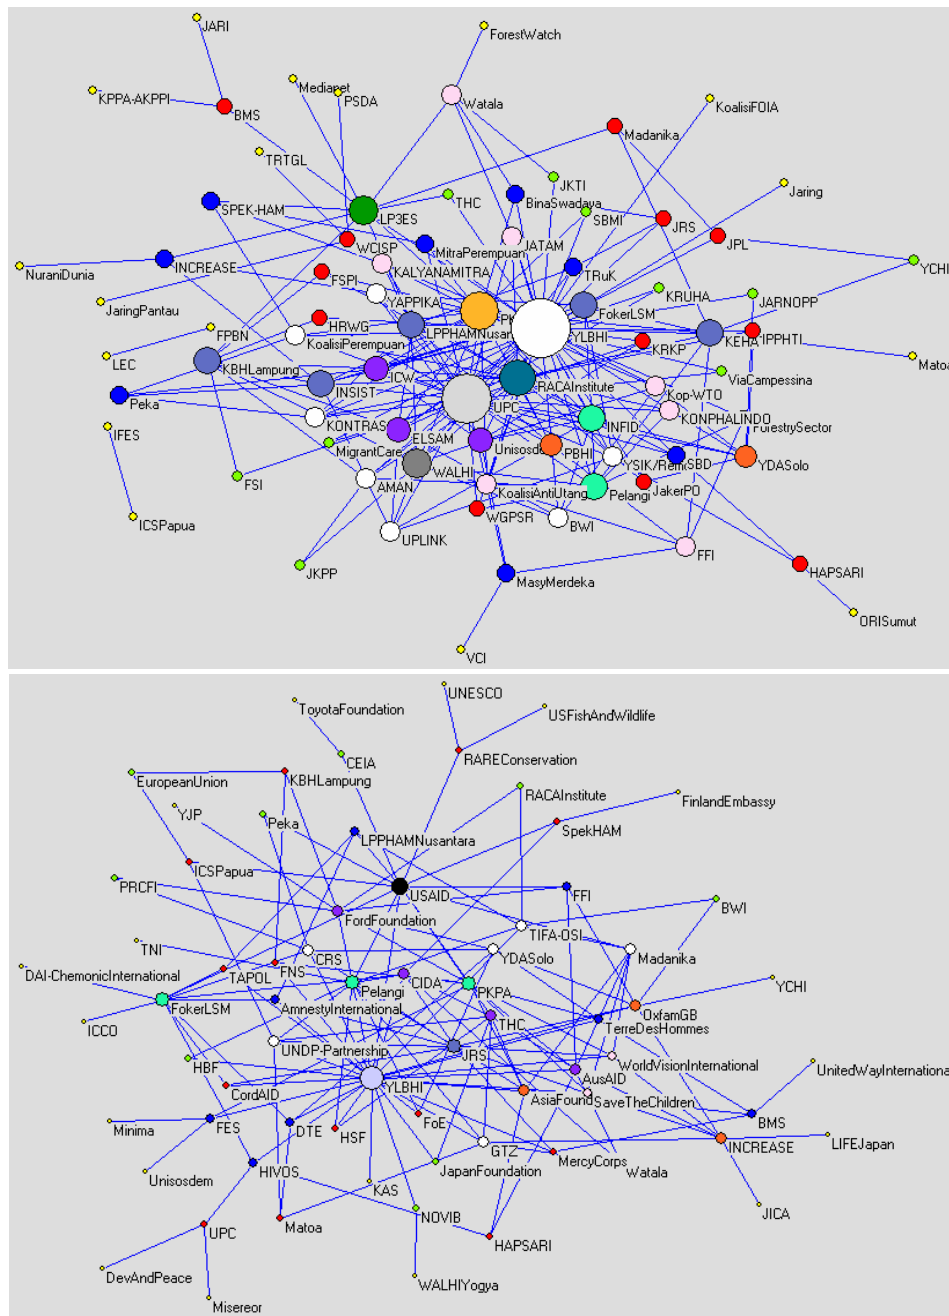 JARI
ForestWatch
Medianet
KPPA-AKPPI
PSDA
Watala
KoalisiFOIA
BMS
Madanika
TRTGL
JKTI
Jaring
SPEK-HAM
THC
BinaSwadaya
LP3ES
SBMI
JRS
WCISP
MitraPerempuan
JATAM
JPL
NuraniDunia
INCREASE
KALYANAMITRA
TRuK
YCHI
FSPI
YAPPIKA
KRUHA
JARNOPP
JaringPantau
FokerLSM
HRWG
LPPHAMNusan
YLBHI
FPBN
KoalisiPerempuan
KRKP
KEHA
IPPHTI
LEC
KBHLampung
ICW
RACAInstitute
Matoa
ViaCampessina
Peka
INSIST
UPC
Kop-WTO
KONTRAS
INFID
KONPHALINDO
IFES
MigrantCare
ELSAM
Unisosdem
PBHI
WALHI
SBD
YDASolo
FSI
AMAN
KoalisiAntiUtang
Pelangi
JakerPO
ICSPapua
WGPSR
BWI
UPLINK
FFI
JKPP
MasyMerdeka
HAPSARI
ORISumut
VCI
UNESCO
ToyotaFoundation
USFishAndWildlife
CEIA
RAREConservation
EuropeanUnion
KBHLampung
RACAInstitute
FinlandEmbassy
YJP
Peka
SpekHAM
LPPHAMNusantara
ICSPapua
PRCFI
USAID
FFI
FordFoundation
BWI
TIFA-OSI
TNI
CRS
YDASolo
Madanika
DAI-ChemonicInternational
TAPOL
FNS
CIDA
YCHI
FokerLSM
Pelangi
PKPA
OxfamGB
ICCO
AmnestyInternational
THC
TerreDesHommes
UNDP-Partnership
JRS
WorldVisionInternational
HBF
YLBHI
AusAID
UnitedWayInternational
CordAID
AsiaFound
SaveTheChildren
Minima
FES
DTE
HSF
FoE
BMS
GTZ
INCREASE
LIFEJapan
Unisosdem
HIVOS
KAS
JapanFoundation
MercyCorps
Watala
JICA
UPC
Matoa
NOVIB
HAPSARI
DevAndPeace
WALHIYogya
Misereor